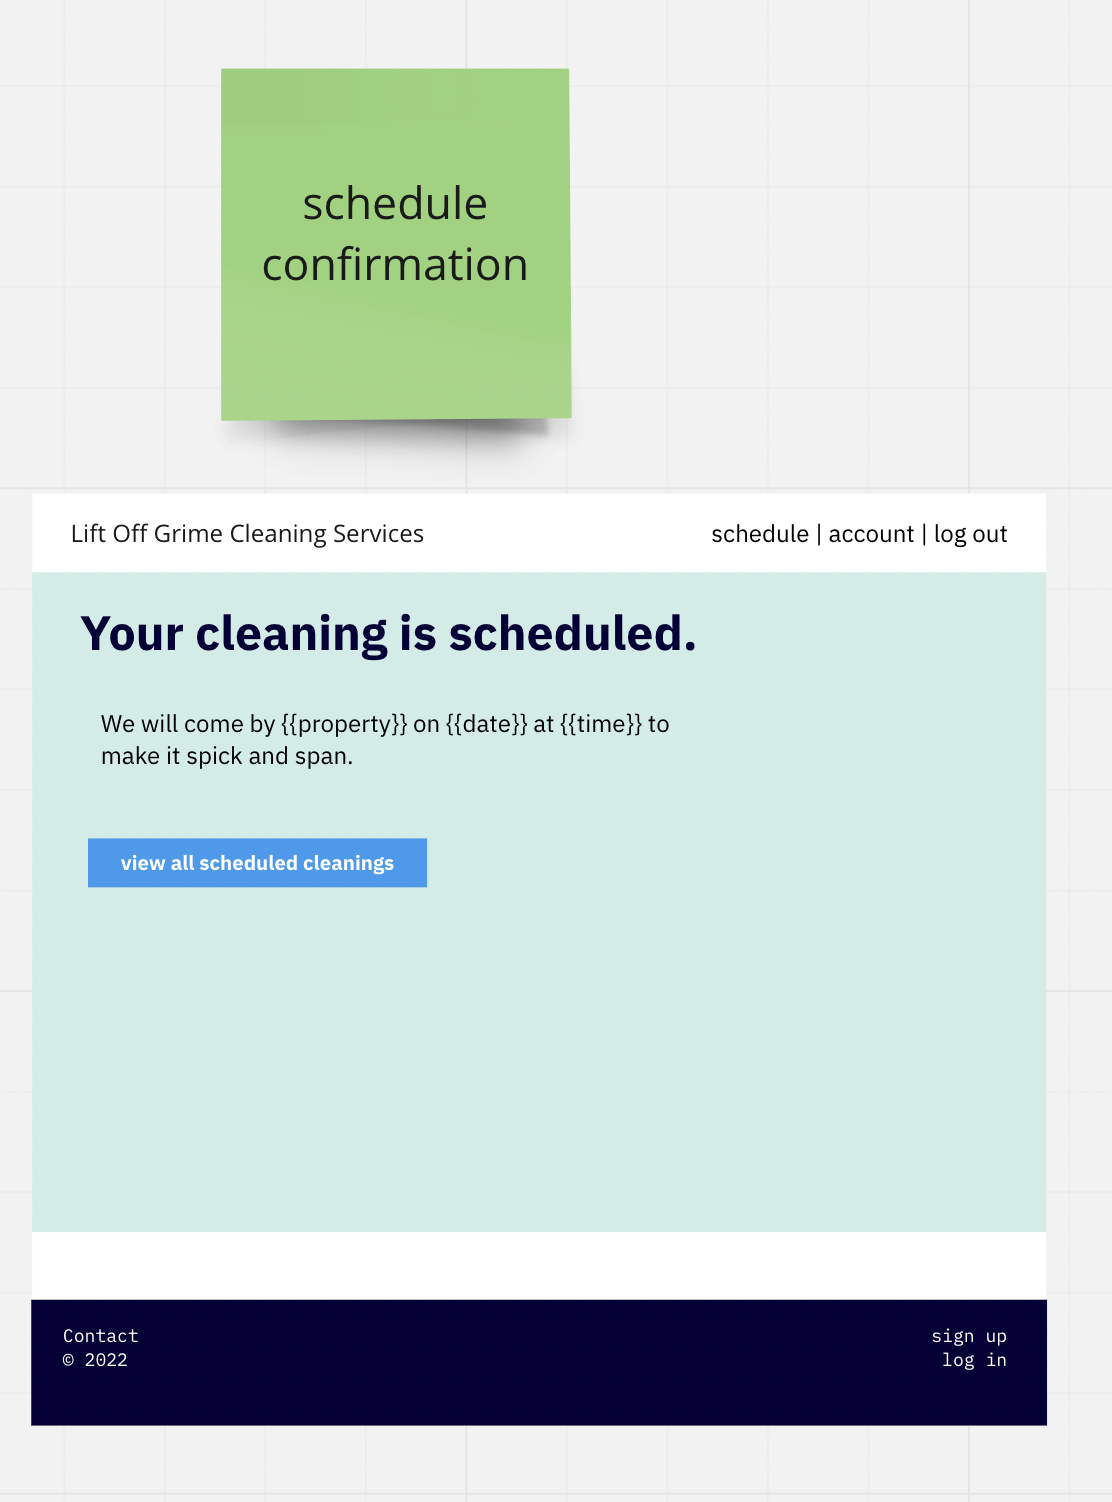 schedule
confirmation
Lift Off Grime Cleaning Services
schedule | account | log out
Your cleaning is scheduled.
We will come by {{property}} on {{date}} at {{time}} to
make it spick and span.
view all scheduled cleanings
Contact
© 2022
sign up
log in